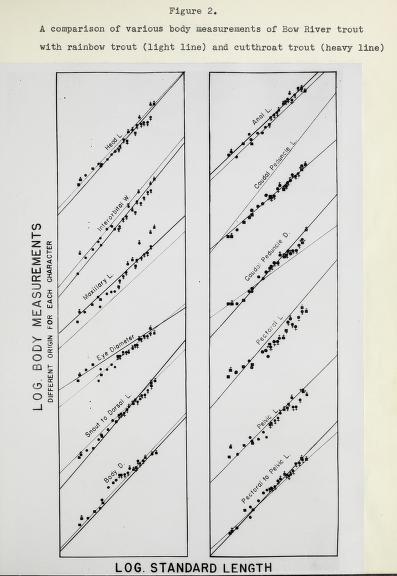 Figure 2.
A comparison of various body measurements of Bow River trout
with rainbow trout (light line) and cutthroat trout (heavy line)
LOG. BODY MEASUREMENTS
DIFFERENT ORIGIN FOR EACH CHARACTER
Head L.
Interorbital W.
Maxillary L.
Eye Diameter
Snout to Dorsal L.
Body D.
Anal L.
Caudal Peduncle L.
Caudal Peduncle D.
Pectoral L.
Pelvic L.
Pectoral to Pelvic L.
LOG. STANDARD LENGTH